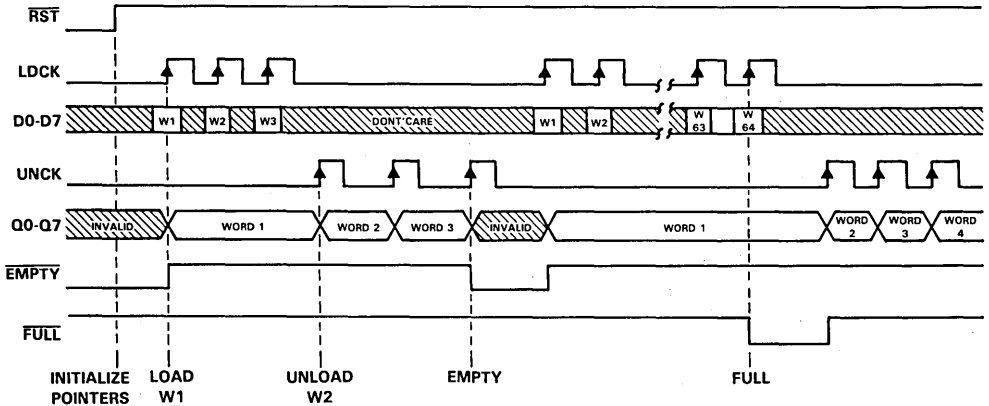 RST
LDCK
D0-D7 W1 W2 W3 DONT'CARE W1 W2 W 63 W 64
UNCK
Q0-Q7 INVALID WORD 1 WORD 2 WORD 3 INVALID WORD 1 WORD 2 WORD 3 WORD 4
EMPTY
FULL
INITIALIZE POINTERS LOAD W1 UNLOAD W2 EMPTY FULL